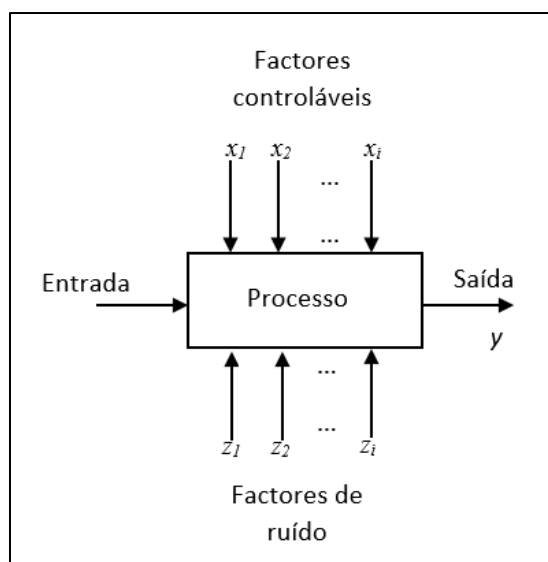 Factores
controláveis
x1 x2 ... xi
...
Entrada
Processo
Saída
y
...
...
z1 z2 zi
Factores de
ruído